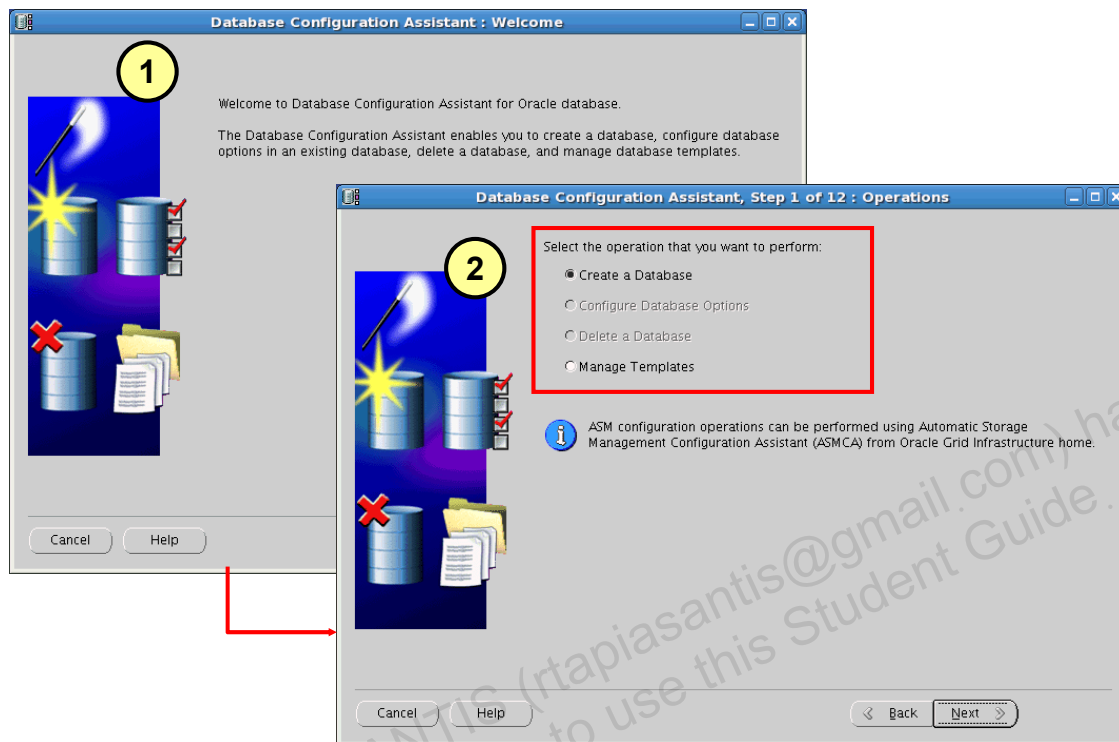 Database Configuration Assistant : Welcome
1
Welcome to Database Configuration Assistant for Oracle database.
The Database Configuration Assistant enables you to create a database, configure database
options in an existing database, delete a database, and manage database templates.
Cancel
Help
Database Configuration Assistant, Step 1 of 12 : Operations
2
Select the operation that you want to perform:
Create a Database
Configure Database Options
Delete a Database
Manage Templates
ASM configuration operations can be performed using Automatic Storage
Management Configuration Assistant (ASMCA) from Oracle Grid Infrastructure home.
Cancel
Help
Back
Next
(rtapiasantis@gmail.com)
to use this Student Guide.